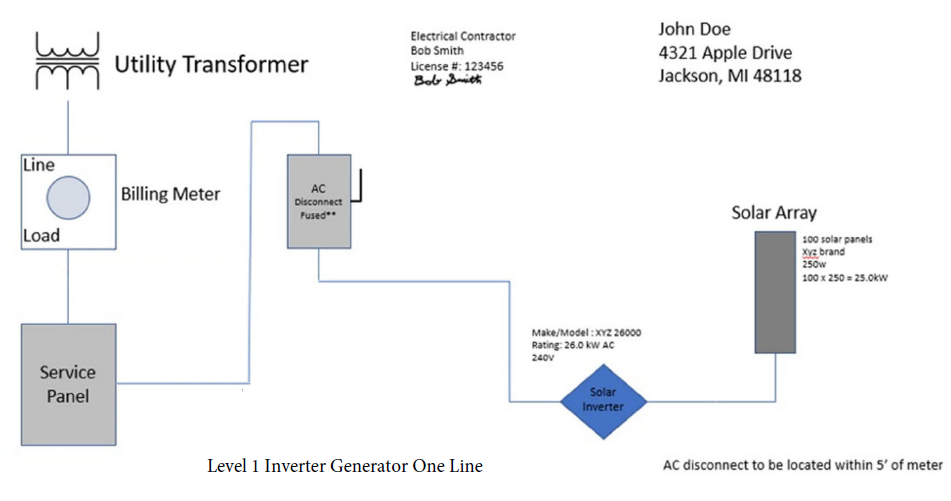 Utility Transformer
Electrical Contractor
Bob Smith
License #: 123456
Bob Smith
John Doe
4321 Apple Drive
Jackson, MI 48118
Line
Load
Billing Meter
AC
Disconnect
Fused**
Service
Panel
Make/Model : XYZ 26000
Rating: 26.0 kW AC
240V
Solar
Inverter
Solar Array
100 solar panels
Xyz brand
250w
100 x 250 = 25.0kW
Level 1 Inverter Generator One Line
AC disconnect to be located within 5' of meter